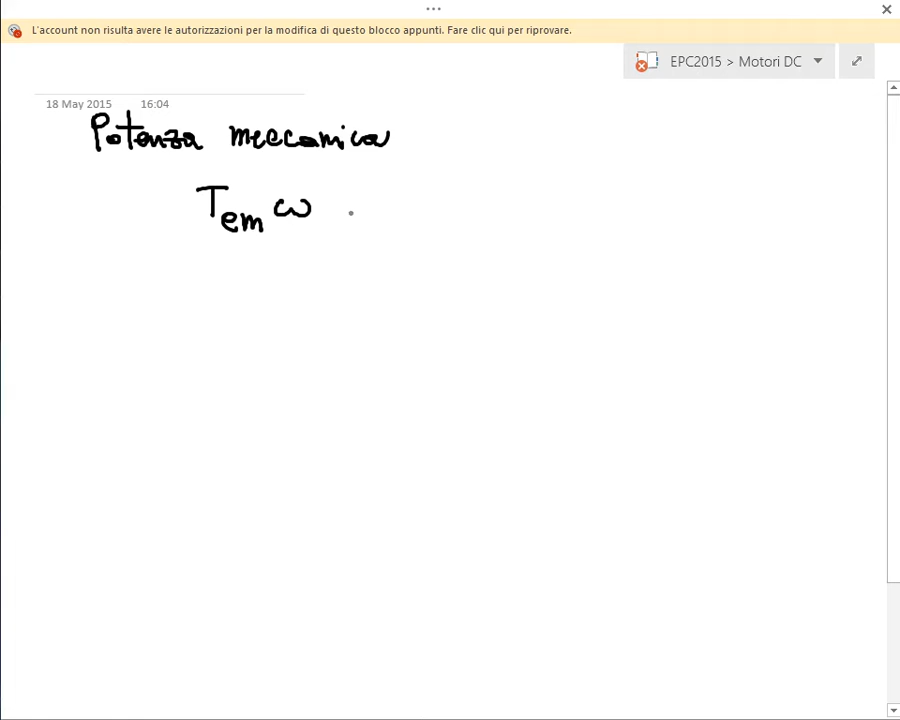 L'account non risulta avere le autorizzazioni per la modifica di questo blocco appunti. Fare clic qui per riprovare.
EPC2015 > Motori DC
18 May 2015 16:04
Potenza meccanica
Tem ω